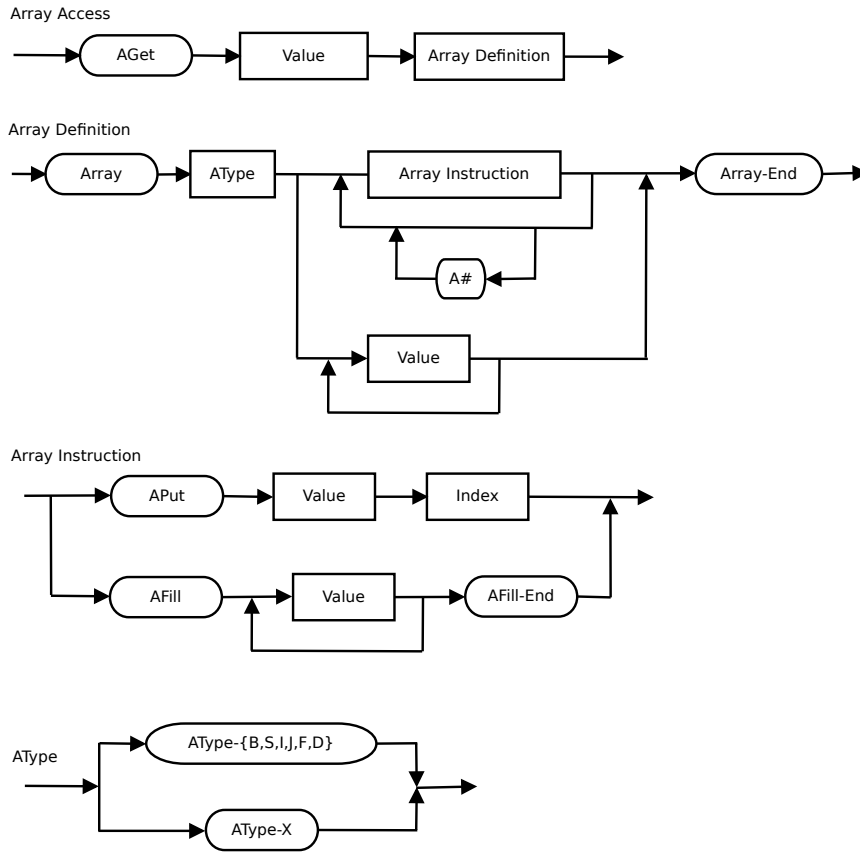 Array Access
AGet
Value
Array Definition
Array Definition
Array
AType
Array Instruction
Array-End
A#
Value
Array Instruction
APut
Value
Index
AFill
Value
AFill-End
AType-{B,S,I,J,F,D}
AType
AType-X